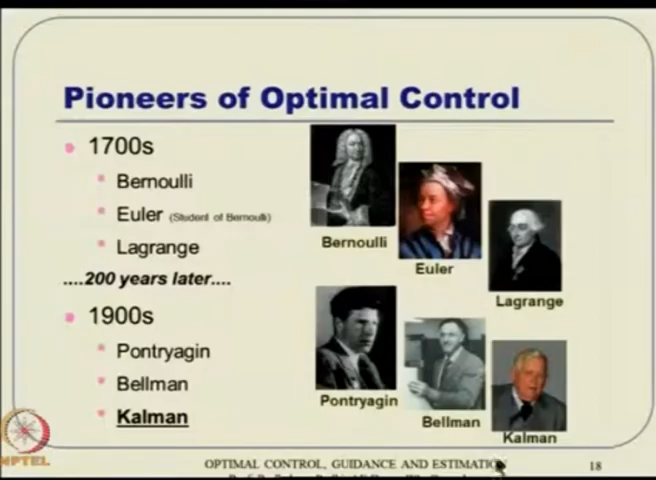 Pioneers of Optimal Control
1700s
Bernoulli
Euler (Student of Bernoulli)
Lagrange
....200 years later....
1900s
Pontryagin
Bellman
Kalman
Bernoulli
Euler
Lagrange
Pontryagin
Bellman
Kalman
NPTEL
OPTIMAL CONTROL, GUIDANCE AND ESTIMATIO
18